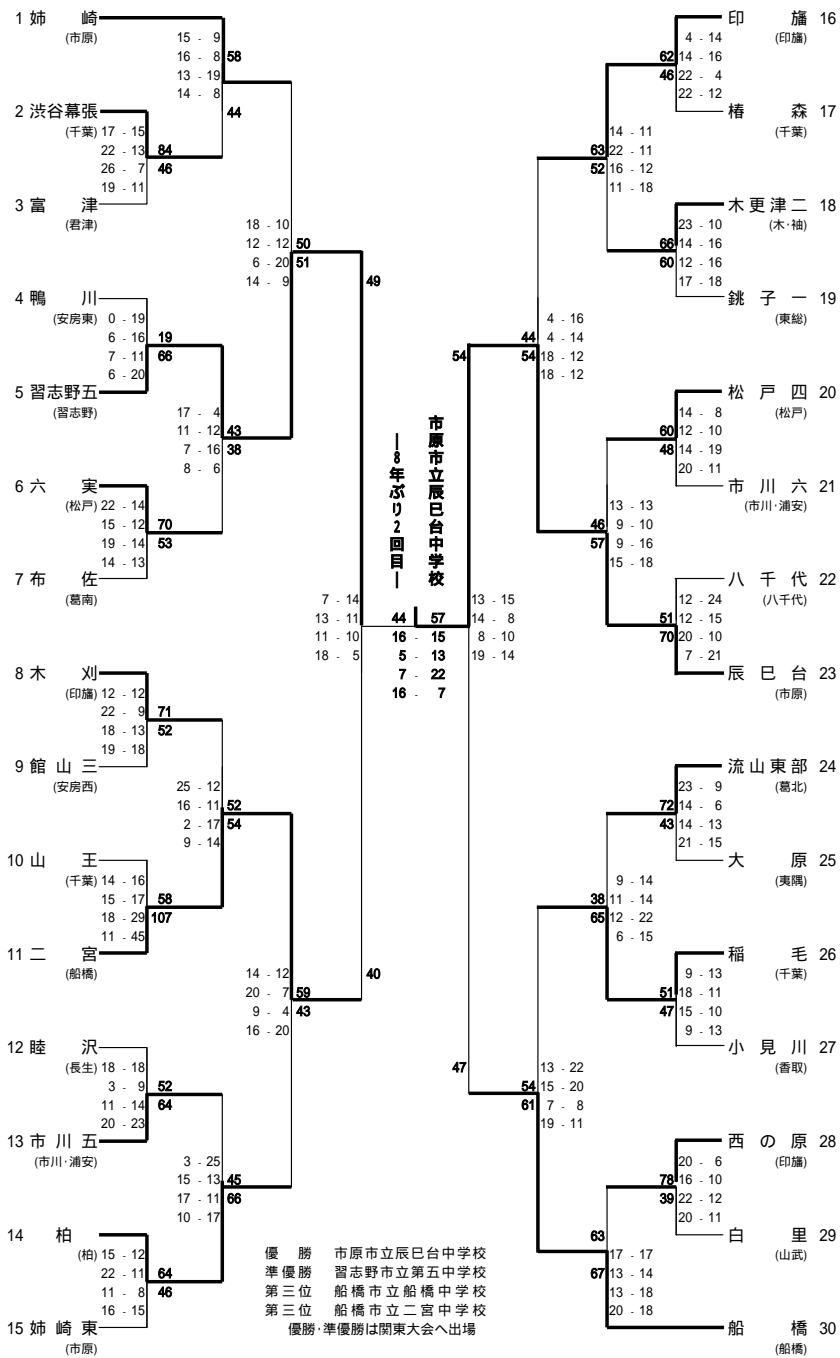 1 姉崎
(市原)
15 - 9
16 - 8
13 - 19
14 - 8
58
44
2 渋谷幕張
(千葉)
17 - 15
22 - 13
26 - 7
19 - 11
84
46
3 富津
(君津)
18 - 10
12 - 12
6 - 20
14 - 9
50
51
49
4 鴨川
(安房東)
0 - 19
6 - 16
7 - 11
6 - 20
19
66
5 習志野五
(習志野)
17 - 4
11 - 12
7 - 16
8 - 6
43
38
6 六実
(松戸)
22 - 14
15 - 12
19 - 14
14 - 13
70
53
7 布佐
(葛南)
7 - 14
13 - 11
11 - 10
18 - 5
8 木刈
(印旛)
12 - 12
22 - 9
18 - 13
19 - 18
71
52
9 館山三
(安房西)
25 - 12
16 - 11
2 - 17
9 - 14
52
54
10 山王
(千葉)
14 - 16
15 - 17
18 - 29
11 - 45
58
107
11 二宮
(船橋)
14 - 12
20 - 7
9 - 4
16 - 20
59
43
40
12 睦沢
(長生)
18 - 18
3 - 9
11 - 14
20 - 23
52
64
13 市川五
(市川・浦安)
3 - 25
15 - 13
17 - 11
10 - 17
45
66
14 柏
(柏)
15 - 12
22 - 11
11 - 8
16 - 15
64
46
15 姉崎東
(市原)
市原市立辰巳台中学校
―8年ぶり2回目―
44 57
16 - 15
5 - 13
7 - 22
16 - 7
印旛 16
(印旛)
4 - 14
14 - 16
22 - 4
22 - 12
62
46
椿森 17
(千葉)
14 - 11
22 - 11
16 - 12
11 - 18
63
52
木更津二 18
(木・袖)
23 - 10
14 - 16
12 - 16
17 - 18
66
60
銚子一 19
(東総)
4 - 16
4 - 14
18 - 12
18 - 12
44
54
54
松戸四 20
(松戸)
14 - 8
12 - 10
14 - 19
20 - 11
60
48
市川六 21
(市川・浦安)
13 - 13
9 - 10
9 - 16
15 - 18
46
57
八千代 22
(八千代)
12 - 24
12 - 15
20 - 10
7 - 21
51
70
辰巳台 23
(市原)
13 - 15
14 - 8
8 - 10
19 - 14
流山東部 24
(葛北)
23 - 9
14 - 6
14 - 13
21 - 15
72
43
大原 25
(夷隅)
9 - 14
11 - 14
12 - 22
6 - 15
38
65
稲毛 26
(千葉)
9 - 13
18 - 11
15 - 10
9 - 13
51
47
小見川 27
(香取)
13 - 22
15 - 20
7 - 8
19 - 11
54
61
47
西の原 28
(印旛)
20 - 6
16 - 10
22 - 12
20 - 11
78
39
白里 29
(山武)
63
67
17 - 17
13 - 14
13 - 18
20 - 18
船橋 30
(船橋)
優勝 市原市立辰巳台中学校
準優勝 習志野市立第五中学校
第三位 船橋市立船橋中学校
第三位 船橋市立二宮中学校
優勝・準優勝は関東大会へ出場